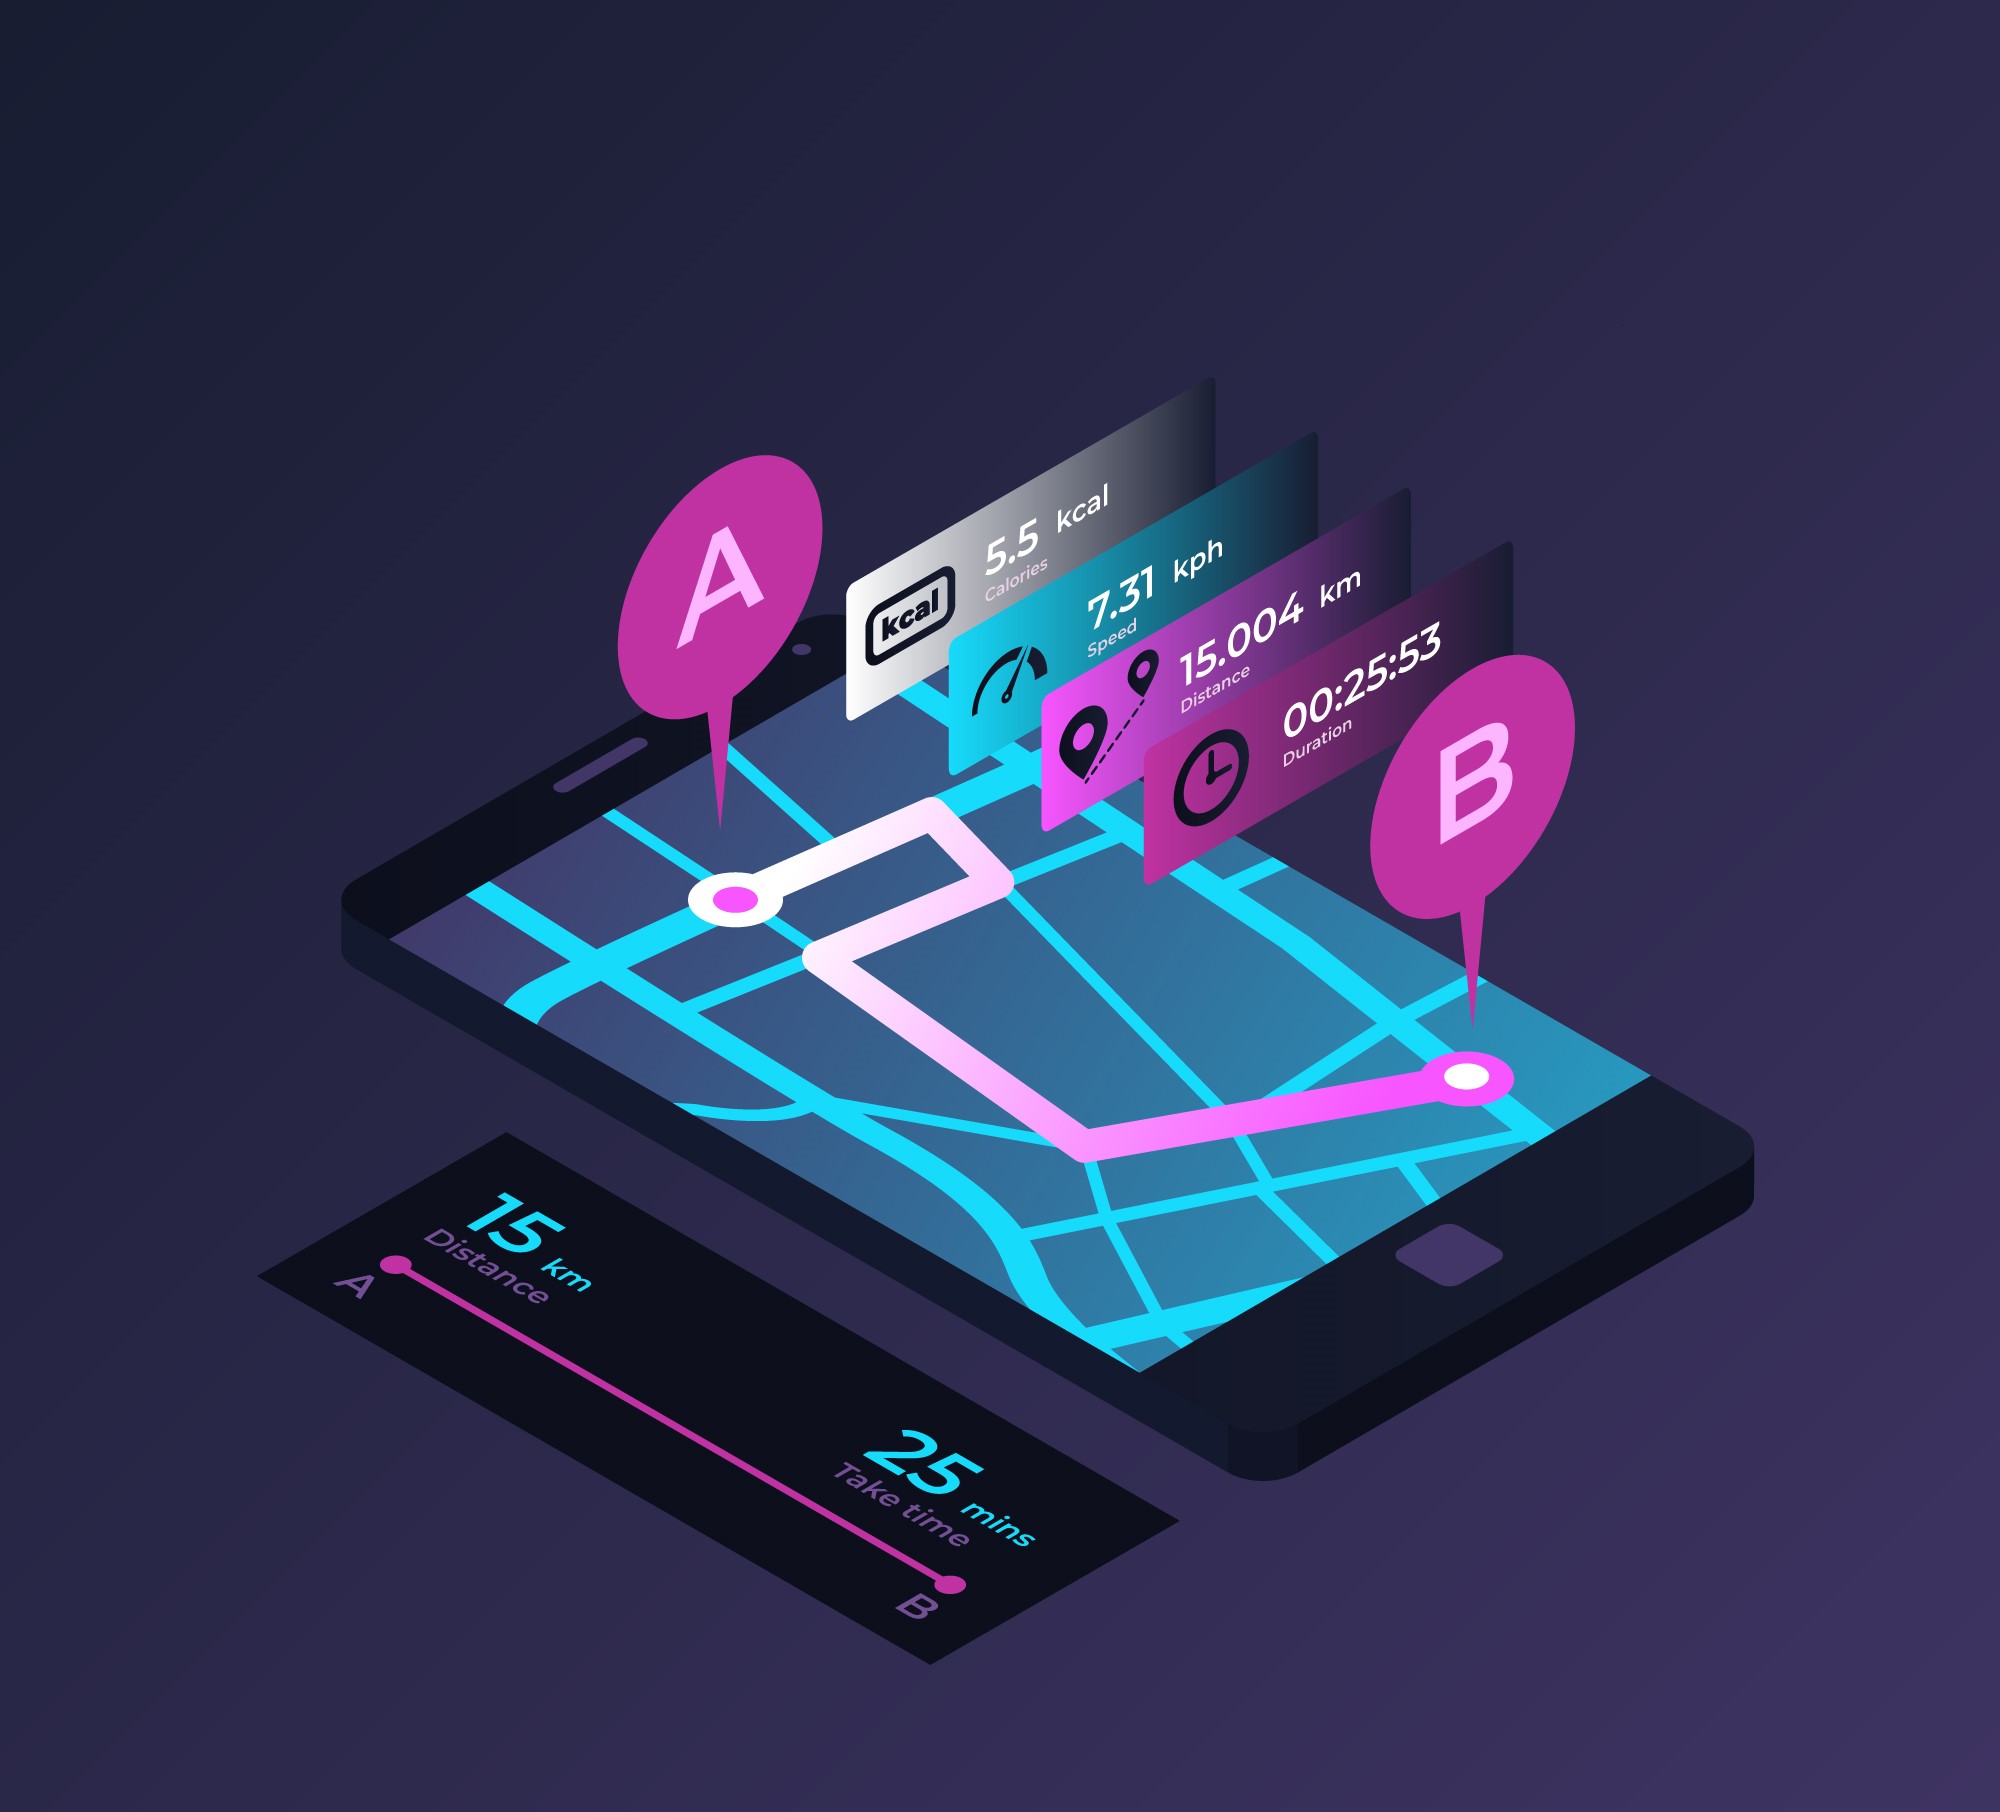 A
kcal
5.5 kcal
Calories
7.31 kph
Speed
15.004 km
Distance
00:25:53
Duration
B
15 km
Distance
A
25 mins
Take time
B